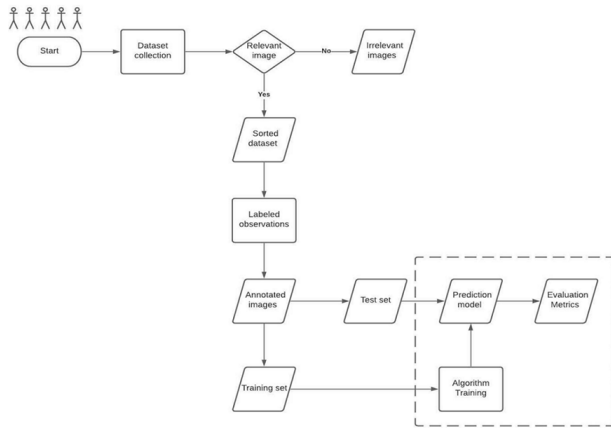 Start
Dataset
collection
Relevant
image
No
Irrelevant
images
Yes
Sorted
dataset
Labeled
observations
Annotated
images
Test set
Prediction
model
Evaluation
Metrics
Training set
Algorithm
Training